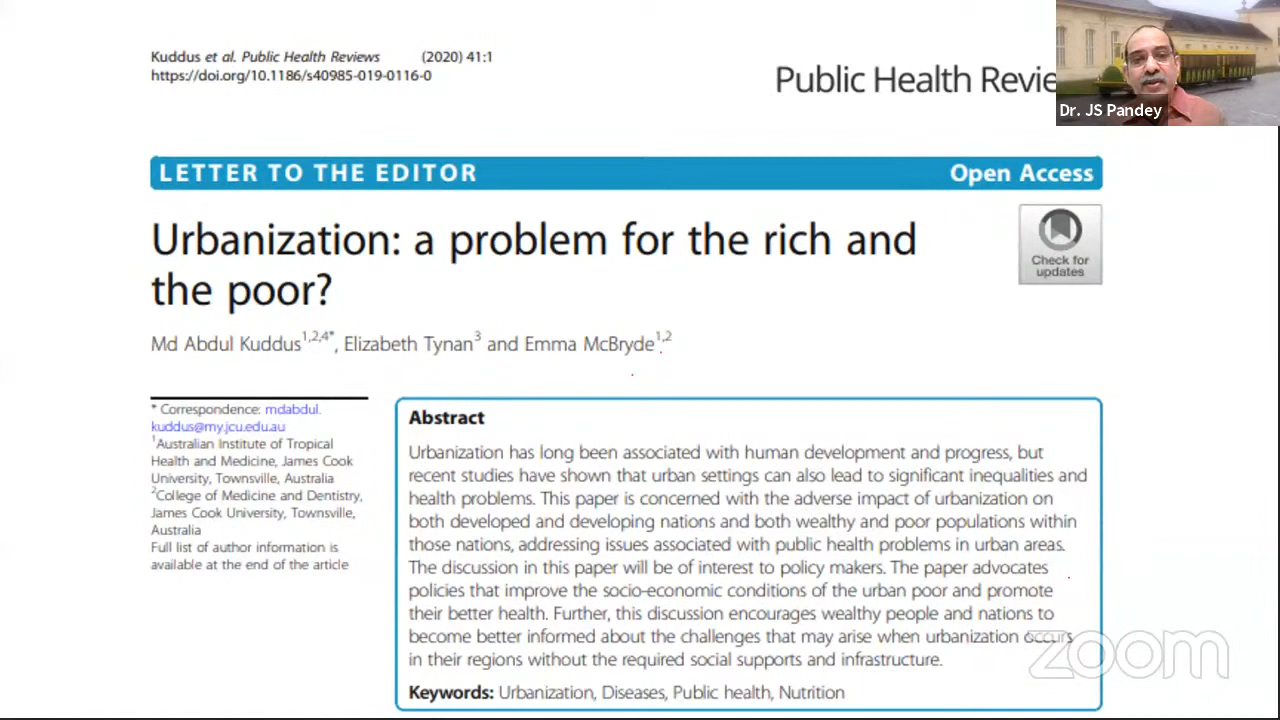 Kuddus et al. Public Health Reviews (2020) 41:1
https://doi.org/10.1186/s40985-019-0116-0
Public Health Revie
Dr. JS Pandey
LETTER TO THE EDITOR Open Access
Urbanization: a problem for the rich and
the poor?
Check for
updates
Md Abdul Kuddus1,2,4*, Elizabeth Tynan3 and Emma McBryde1,2
* Correspondence: mdabdul.
kuddus@my.jcu.edu.au
1Australian Institute of Tropical
Health and Medicine, James Cook
University, Townsville, Australia
2College of Medicine and Dentistry,
James Cook University, Townsville,
Australia
Full list of author information is
available at the end of the article
Abstract
Urbanization has long been associated with human development and progress, but
recent studies have shown that urban settings can also lead to significant inequalities and
health problems. This paper is concerned with the adverse impact of urbanization on
both developed and developing nations and both wealthy and poor populations within
those nations, addressing issues associated with public health problems in urban areas.
The discussion in this paper will be of interest to policy makers. The paper advocates
policies that improve the socio-economic conditions of the urban poor and promote
their better health. Further, this discussion encourages wealthy people and nations to
become better informed about the challenges that may arise when urbanization occurs
in their regions without the required social supports and infrastructure.
Keywords: Urbanization, Diseases, Public health, Nutrition
zoom